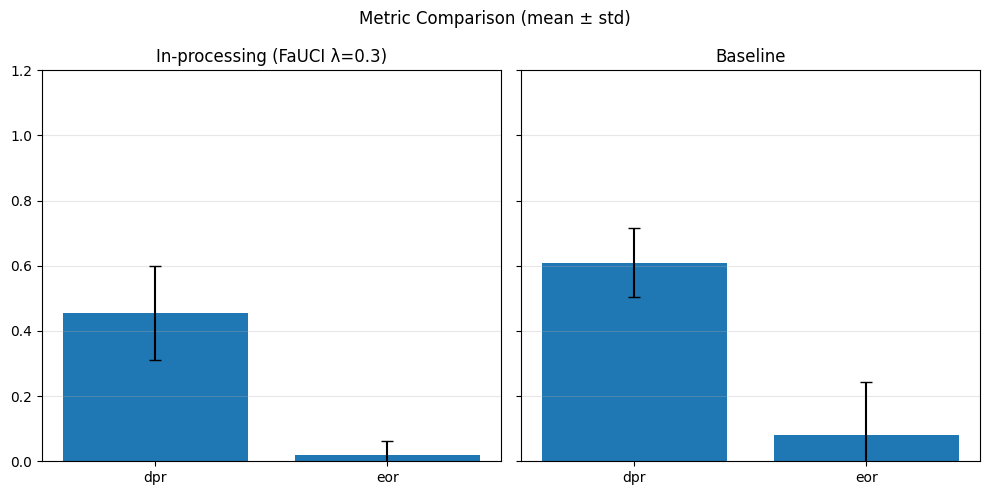 Metric Comparison (mean ± std)
In-processing (FaUCI λ=0.3)
Baseline
1.2
1.0
0.8
0.6
0.4
0.2
0.0
dpr
eor
dpr
eor